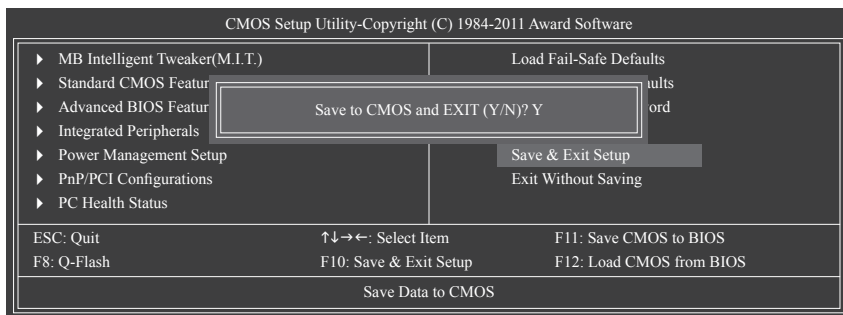 CMOS Setup Utility-Copyright (C) 1984-2011 Award Software
MB Intelligent Tweaker(M.I.T.)
Standard CMOS Featur
Advanced BIOS Featur
Integrated Peripherals
Power Management Setup
PnP/PCI Configurations
PC Health Status
Load Fail-Safe Defaults
ults
ord
Save & Exit Setup
Exit Without Saving
Save to CMOS and EXIT (Y/N)? Y
ESC: Quit ↑↓→←: Select Item F11: Save CMOS to BIOS
F8: Q-Flash F10: Save & Exit Setup F12: Load CMOS from BIOS
Save Data to CMOS